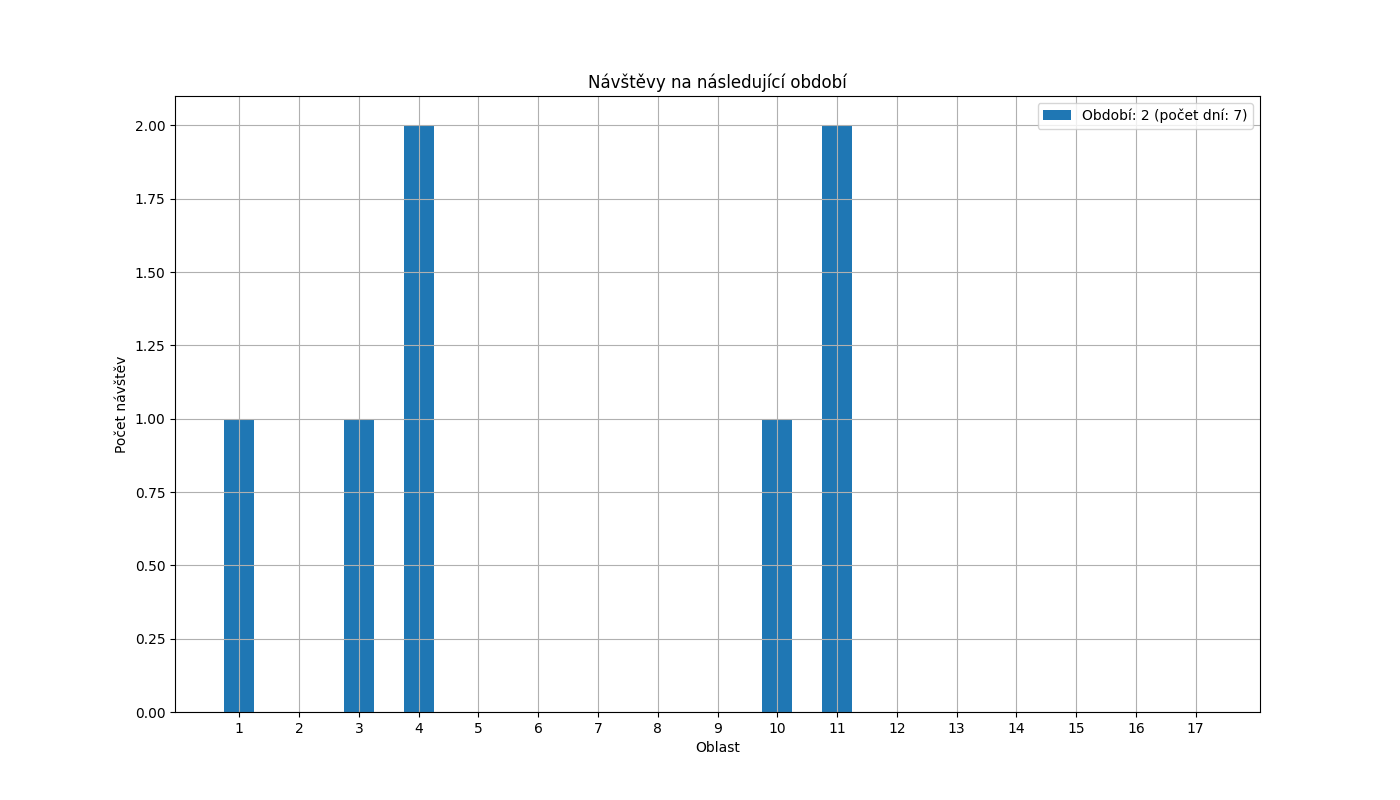 Návštěvy na následující období
Období: 2 (počet dní: 7)
2.00
1.75
1.50
1.25
1.00
0.75
0.50
0.25
0.00
Počet návštěv
1 2 3 4 5 6 7 8 9 10 11 12 13 14 15 16 17
Oblast